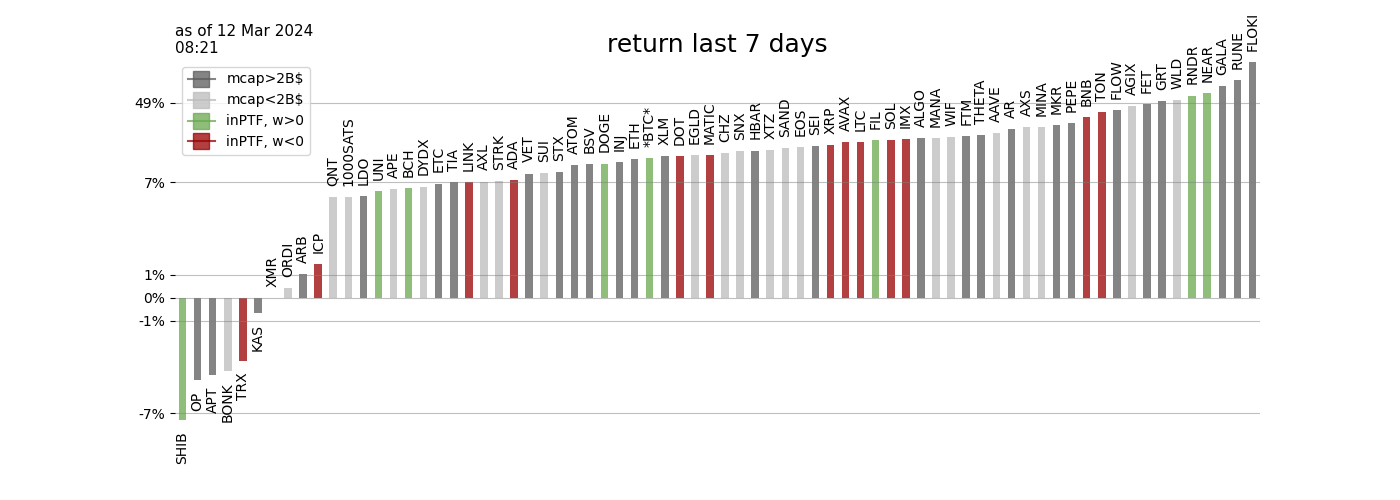 as of 12 Mar 2024
08:21
return last 7 days
mcap>2B$
mcap<2B$
inPTF, w>0
inPTF, w<0
49%
7%
1%
0%
-1%
-7%
SHIB
OP
APT
BONK
TRX
KAS
XMR
ORDI
ARB
ICP
QNT
1000SATS
LDO
UNI
APE
BCH
DYDX
ETC
TIA
LINK
AXL
STRK
ADA
VET
SUI
STX
ATOM
BSV
DOGE
INJ
ETH
*BTC*
XLM
DOT
EGLD
MATIC
CHZ
SNX
HBAR
XTZ
SAND
EOS
SEI
XRP
AVAX
LTC
FIL
SOL
IMX
ALGO
MANA
WIF
FTM
THETA
AAVE
AR
AXS
MINA
MKR
PEPE
BNB
TON
FLOW
AGIX
FET
GRT
WLD
RNDR
NEAR
GALA
RUNE
FLOKI